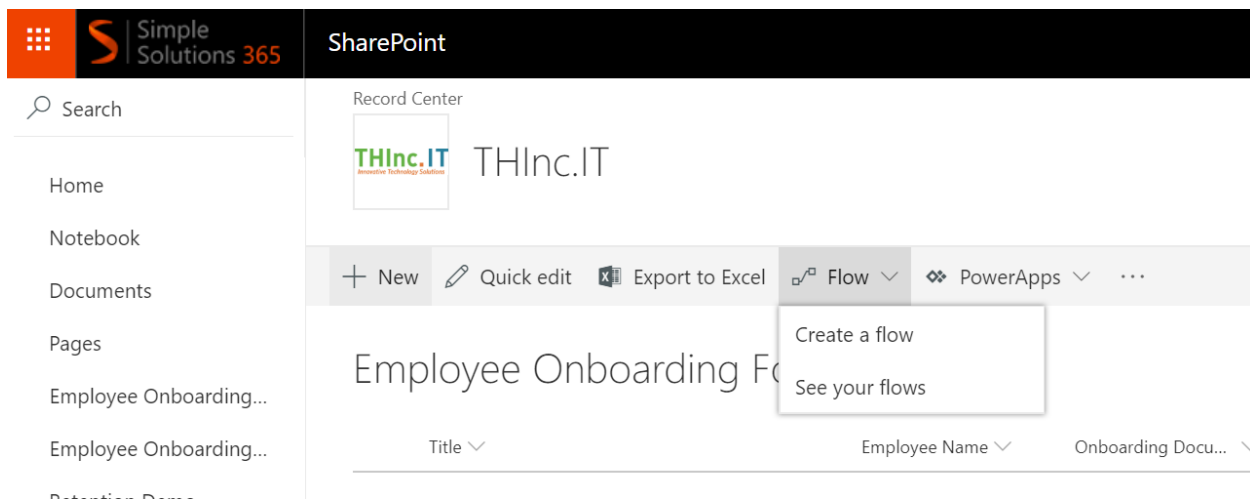 Simple
Solutions 365
SharePoint
Search
Home
Notebook
Documents
Pages
Employee Onboarding...
Employee Onboarding...
Retention Demo
Record Center
THInc.IT
Innovative Technology Solutions
THInc.IT
New Quick edit Export to Excel Flow PowerApps ...
Create a flow
See your flows
Employee Onboarding Fo
Title Employee Name Onboarding Docu...